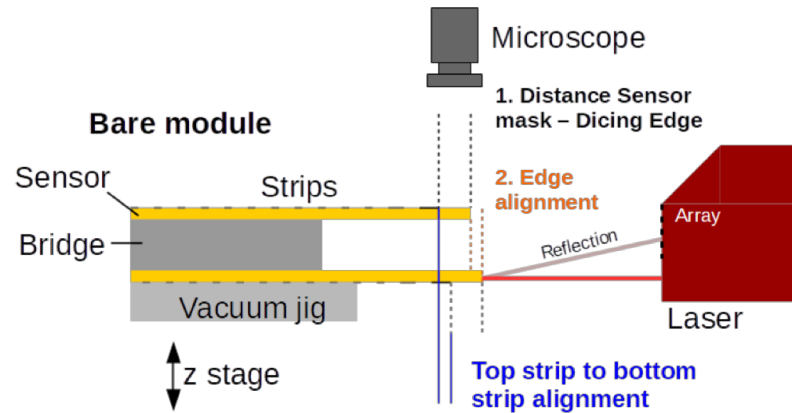 Microscope
1. Distance Sensor
mask – Dicing Edge
Bare module
Sensor
Strips
2. Edge
alignment
Array
Bridge
Reflection
Vacuum jig
Laser
z stage
Top strip to bottom
strip alignment